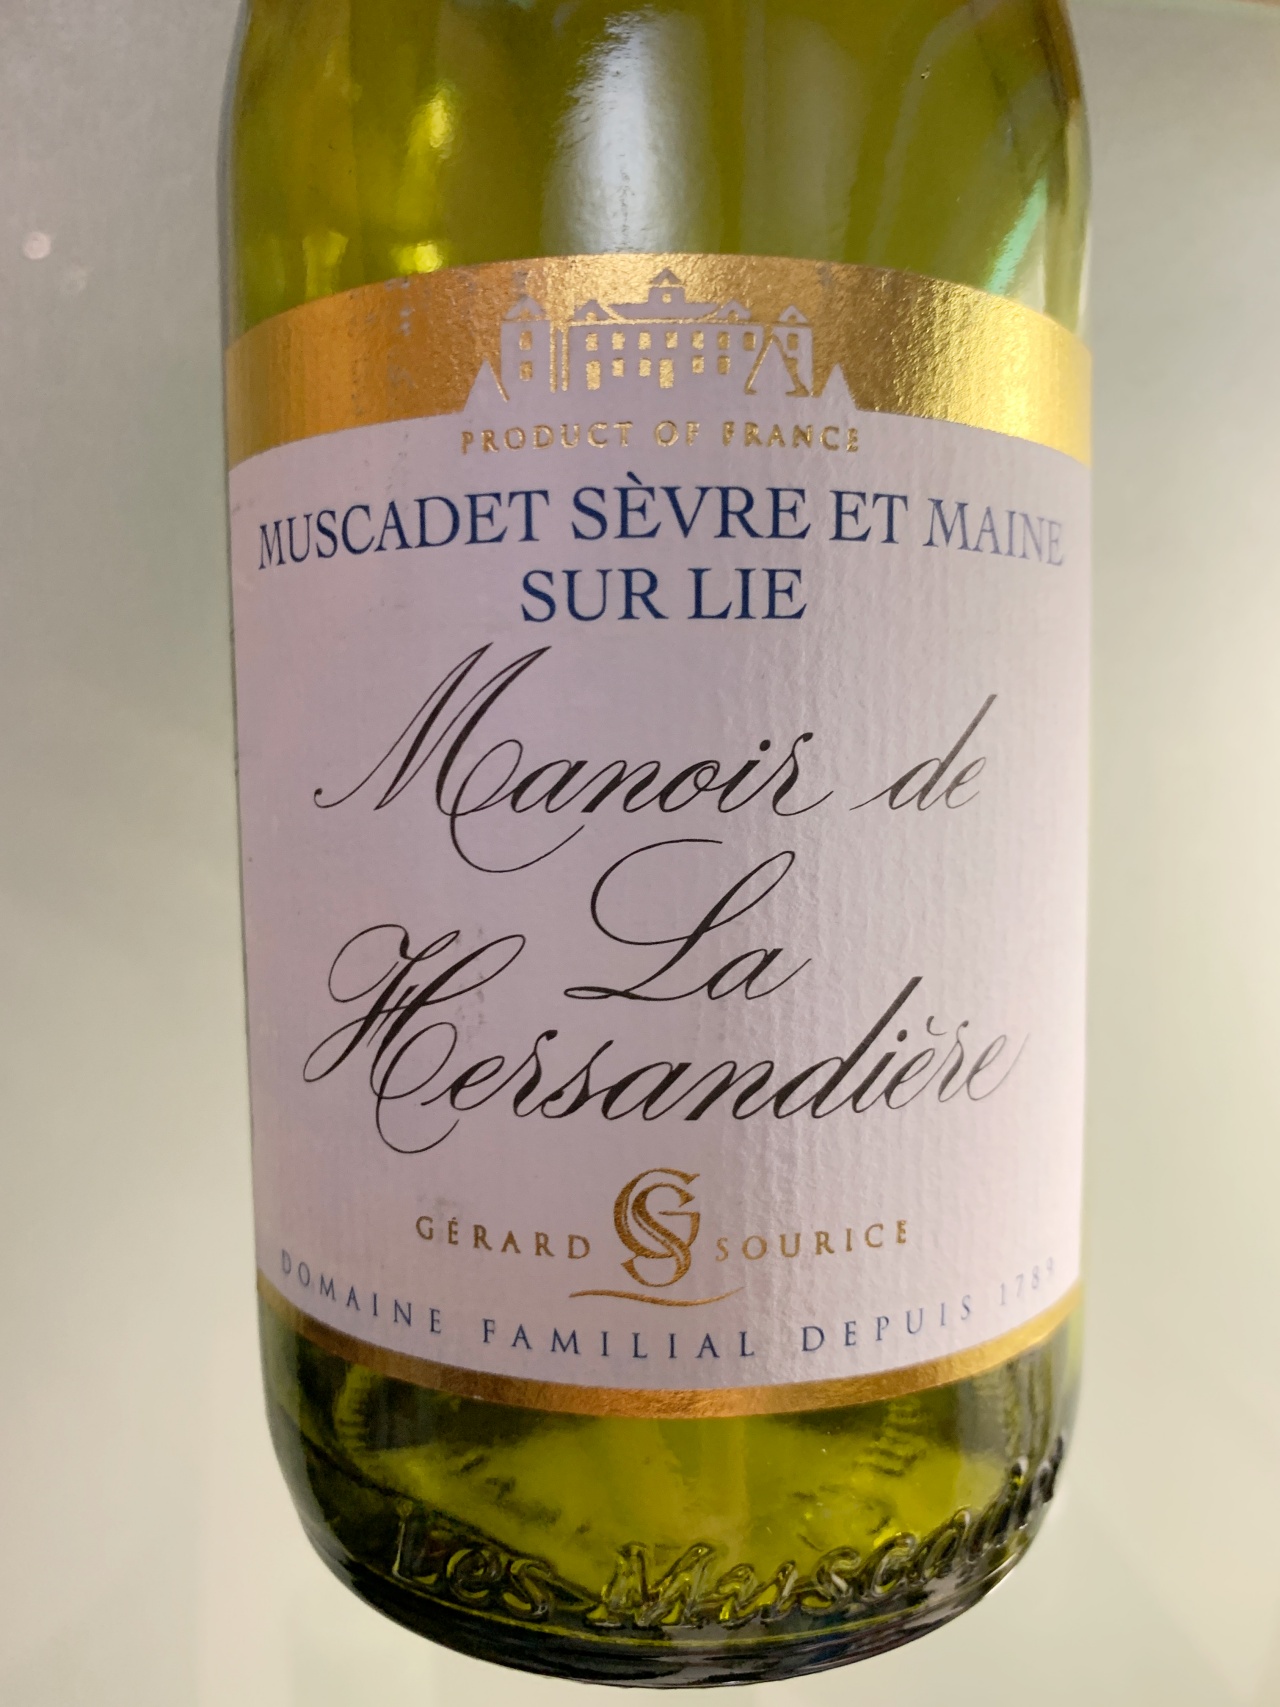 PRODUCT OF FRANCE
MUSCADET SÈVRE ET MAINE
SUR LIE
Manoir de
La
Hersandière
GÉRARD GS SOURICE
DOMAINE FAMILIAL DEPUIS 1789
Les Muscadet